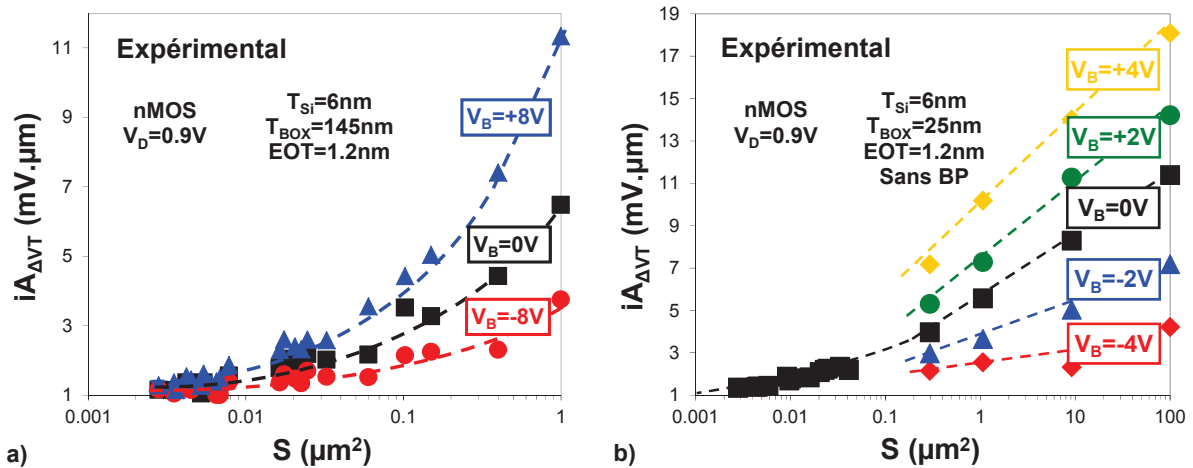 Expérimental
nMOS
V_D=0.9V
T_Si=6nm
T_BOX=145nm
EOT=1.2nm
V_B=+8V
V_B=0V
V_B=-8V
11
9
7
5
3
1
iA_ΔVT (mV.µm)
0.001
0.01
0.1
1
S (µm²)
a)
Expérimental
nMOS
V_D=0.9V
T_Si=6nm
T_BOX=25nm
EOT=1.2nm
Sans BP
V_B=+4V
V_B=+2V
V_B=0V
V_B=-2V
V_B=-4V
19
17
15
13
11
9
7
5
3
1
iA_ΔVT (mV.µm)
0.001
0.01
0.1
1
10
100
S (µm²)
b)